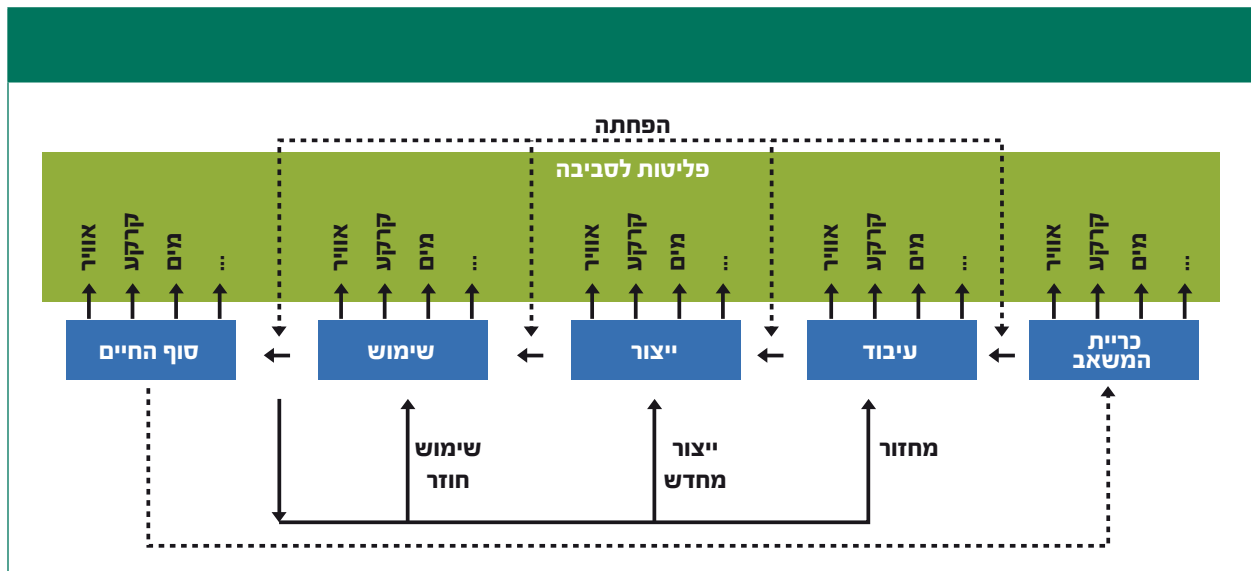 הפחתה
פליטות לסביבה
... מים קרקע אוויר
... מים קרקע אוויר
... מים קרקע אוויר
... מים קרקע אוויר
... מים קרקע אוויר
כריית
המשאב
עיבוד
ייצור
שימוש
סוף החיים
מחזור
ייצור
מחדש
שימוש
חוזר